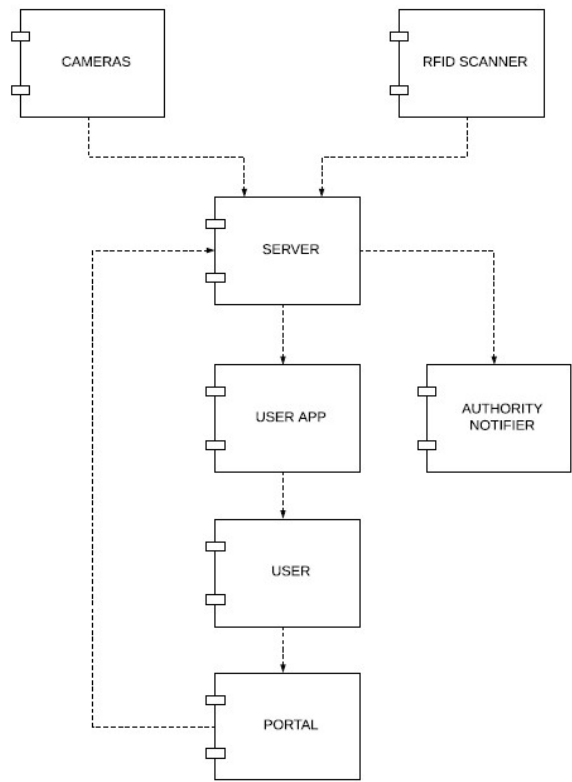 CAMERAS
RFID SCANNER
SERVER
USER APP
AUTHORITY
NOTIFIER
USER
PORTAL